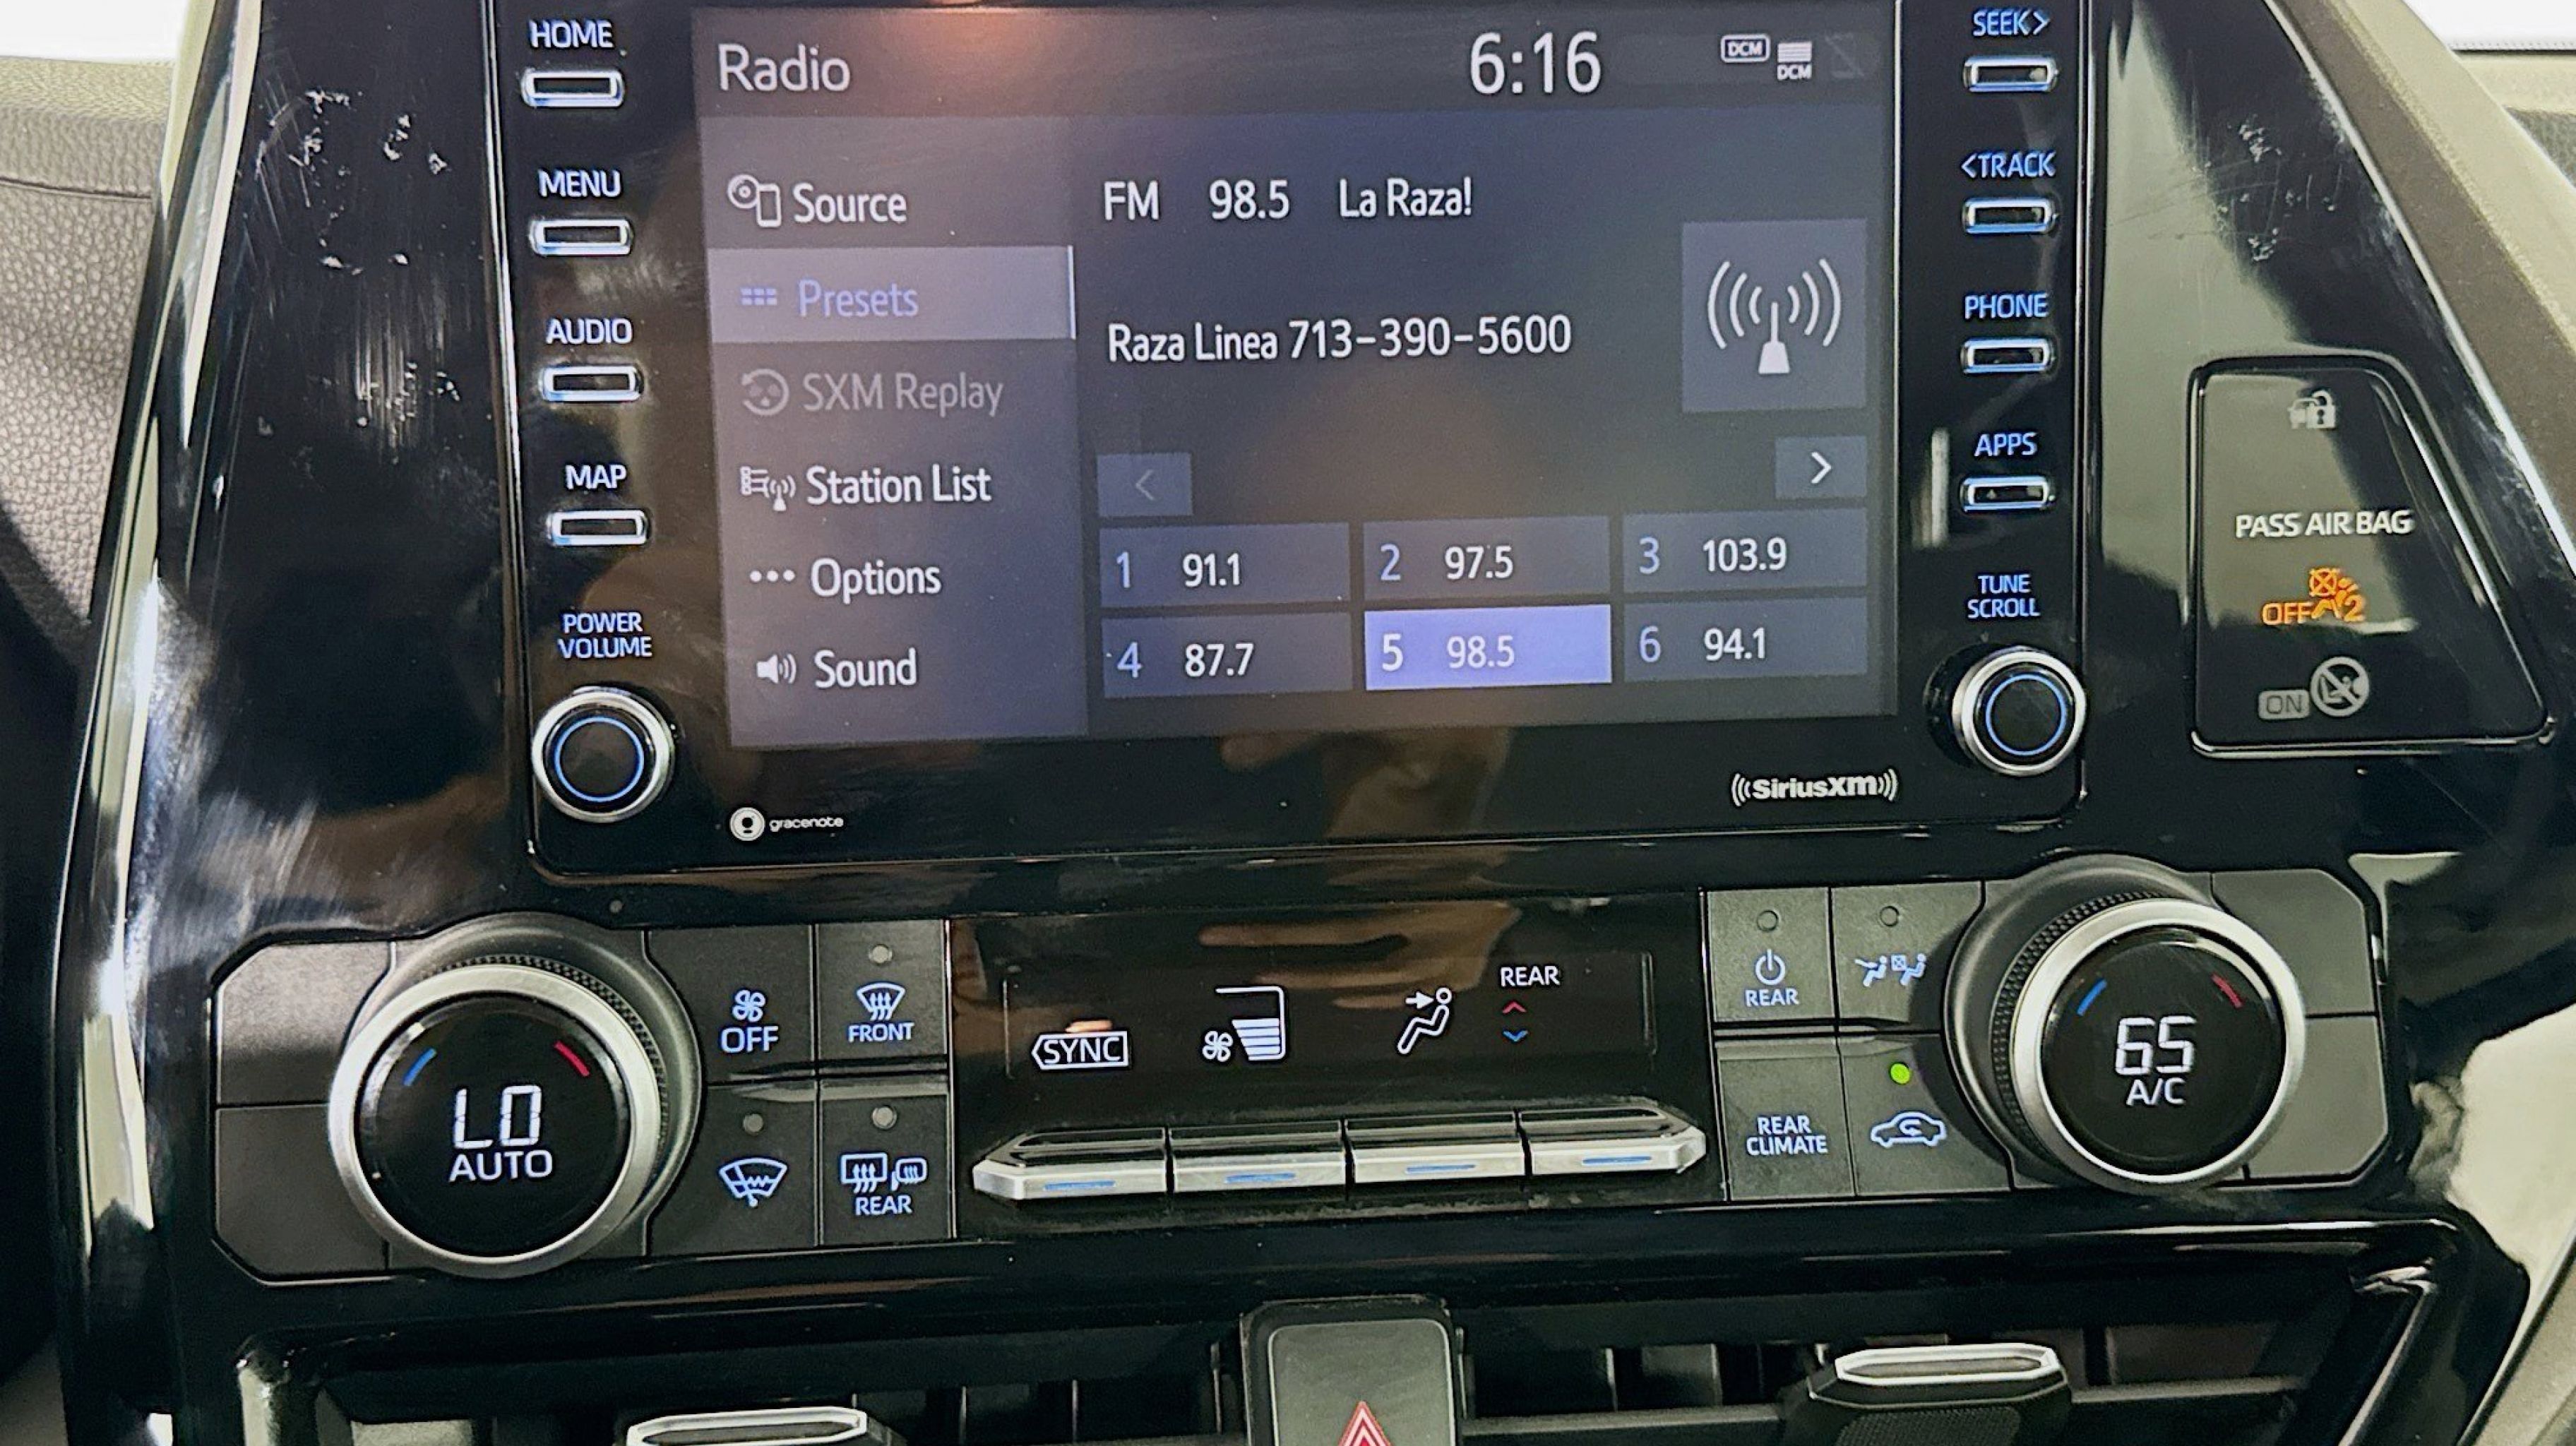 HOME
MENU
AUDIO
MAP
POWER
VOLUME
Radio
6:16
DCM
DCM
Source
Presets
SXM Replay
Station List
Options
Sound
FM 98.5 La Raza!
Raza Linea 713-390-5600
<
>
1 91.1
2 97.5
3 103.9
4 87.7
5 98.5
6 94.1
gracenote
SiriusXM
SEEK>
<TRACK
PHONE
APPS
TUNE
SCROLL
PASS AIR BAG
OFF 2
ON
LO
AUTO
OFF
FRONT
REAR
SYNC
REAR
REAR
REAR
CLIMATE
65
A/C